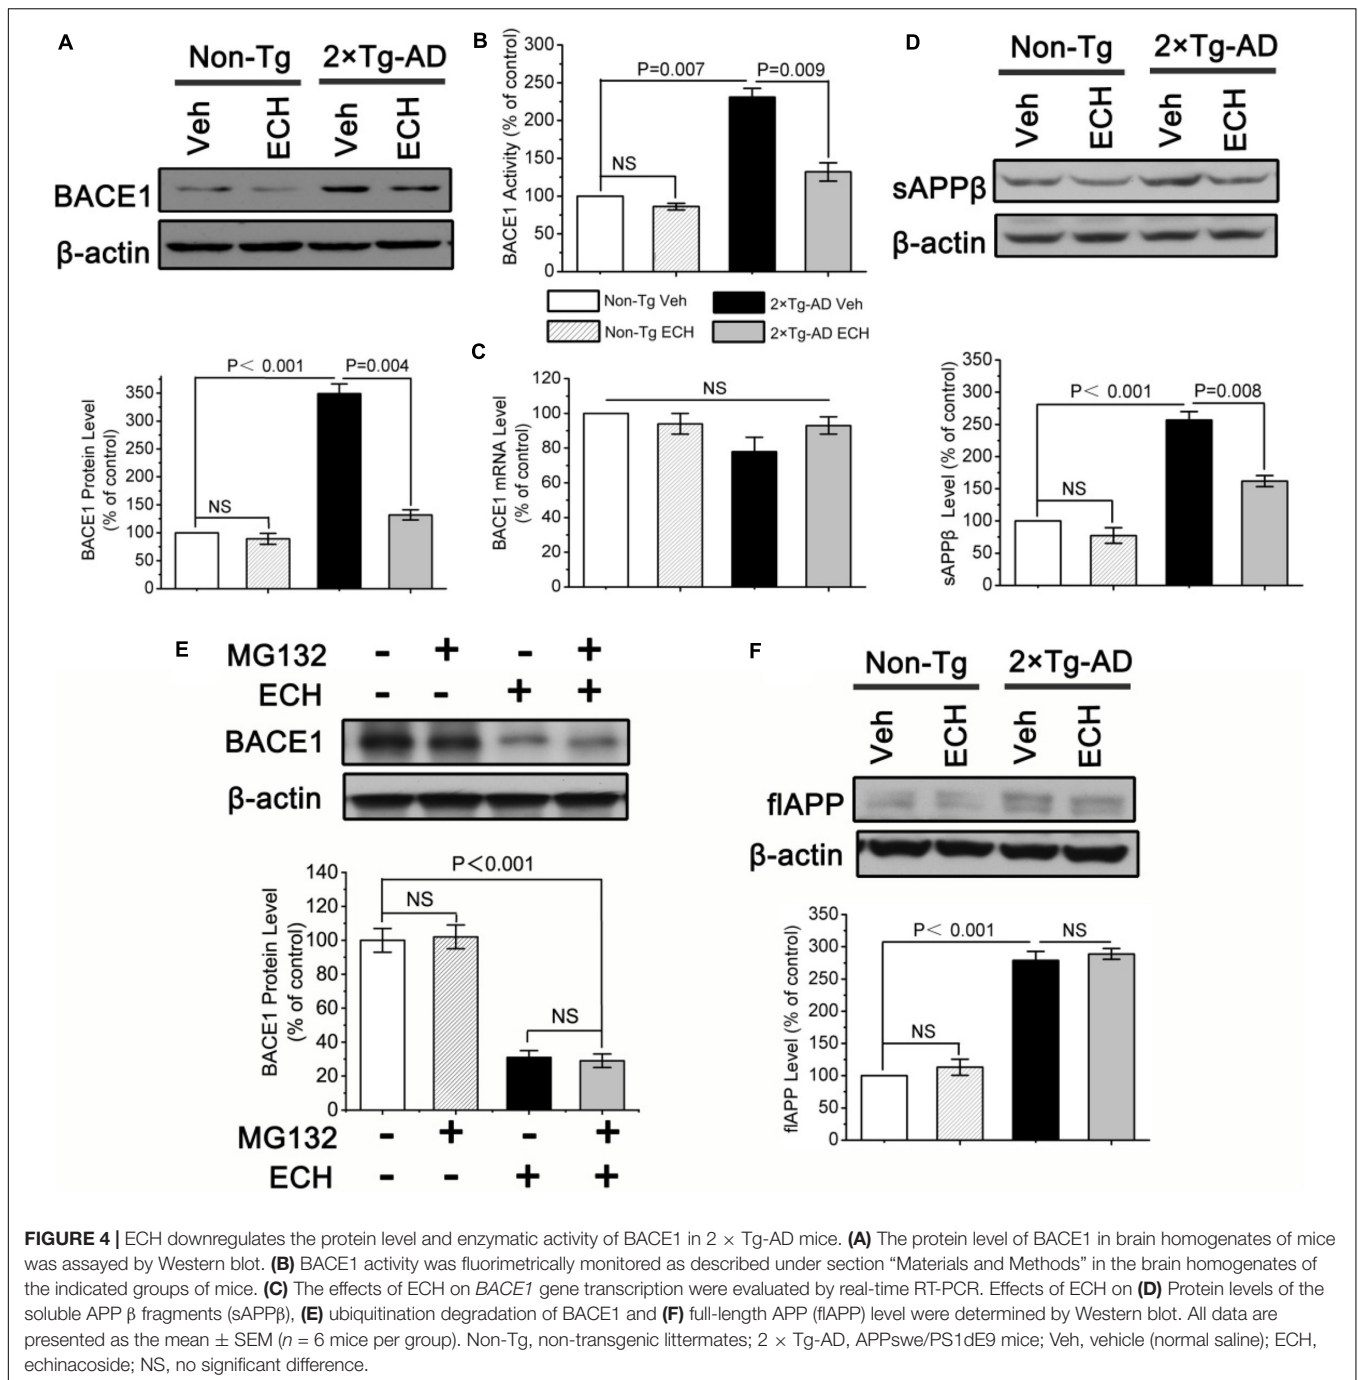 A
Non-Tg 2×Tg-AD
Veh ECH Veh ECH
BACE1
β-actin
BACE1 Protein Level
(% of control)
350
300
250
200
150
100
50
0
P< 0.001 P=0.004
NS
B
BACE1 Activity (% of control)
300
250
200
150
100
50
0
P=0.007 P=0.009
NS
Non-Tg Veh 2×Tg-AD Veh
Non-Tg ECH 2×Tg-AD ECH
C
BACE1 mRNA Level
(% of control)
120
100
80
60
40
20
0
NS
D
Non-Tg 2×Tg-AD
Veh ECH Veh ECH
sAPPβ
β-actin
sAPPβ Level (% of control)
350
300
250
200
150
100
50
0
P< 0.001 P=0.008
NS
E
MG132 - + - +
ECH - - + +
BACE1
β-actin
BACE1 Protein Level
(% of control)
140
120
100
80
60
40
20
0
P<0.001
NS
NS
MG132 - + - +
ECH - - + +
F
Non-Tg 2×Tg-AD
Veh ECH Veh ECH
flAPP
β-actin
flAPP Level (% of control)
350
300
250
200
150
100
50
0
P< 0.001 NS
NS
FIGURE 4 | ECH downregulates the protein level and enzymatic activity of BACE1 in 2 × Tg-AD mice. (A) The protein level of BACE1 in brain homogenates of mice
was assayed by Western blot. (B) BACE1 activity was fluorimetrically monitored as described under section “Materials and Methods” in the brain homogenates of
the indicated groups of mice. (C) The effects of ECH on BACE1 gene transcription were evaluated by real-time RT-PCR. Effects of ECH on (D) Protein levels of the
soluble APP β fragments (sAPPβ), (E) ubiquitination degradation of BACE1 and (F) full-length APP (flAPP) level were determined by Western blot. All data are
presented as the mean ± SEM (n = 6 mice per group). Non-Tg, non-transgenic littermates; 2 × Tg-AD, APPswe/PS1dE9 mice; Veh, vehicle (normal saline); ECH,
echinacoside; NS, no significant difference.